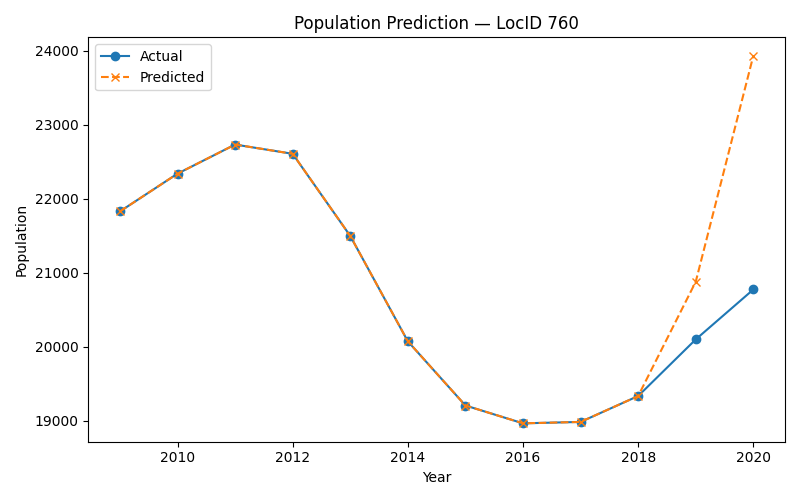 Population Prediction — LocID 760
Actual
Predicted
Population
24000
23000
22000
21000
20000
19000
2010 2012 2014 2016 2018 2020
Year